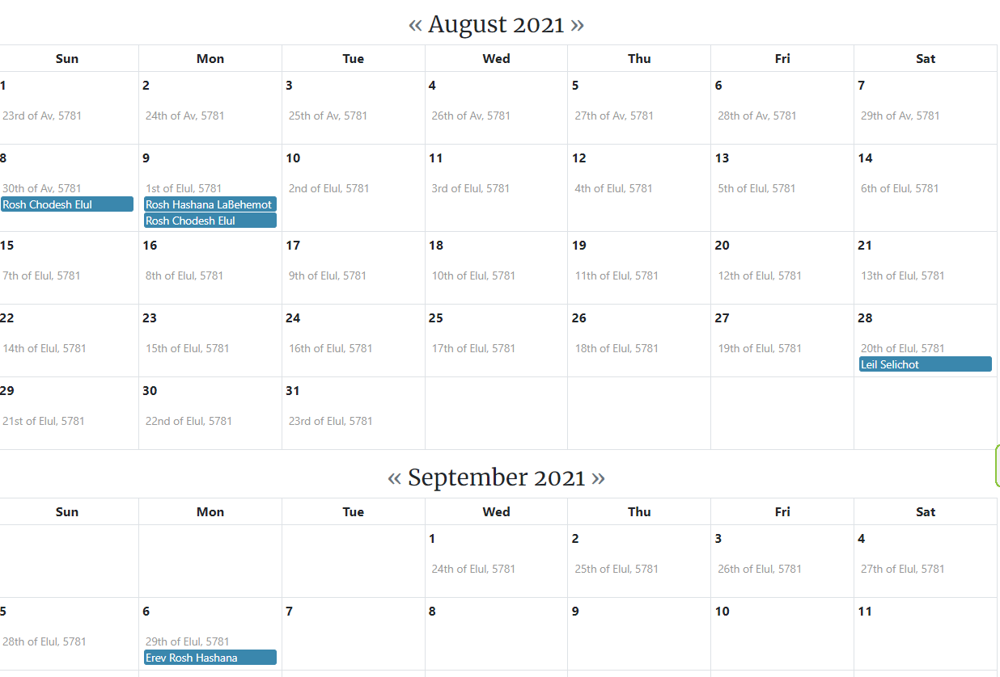 « August 2021 »
Sun Mon Tue Wed Thu Fri Sat
1 2 3 4 5 6 7
23rd of Av, 5781 24th of Av, 5781 25th of Av, 5781 26th of Av, 5781 27th of Av, 5781 28th of Av, 5781 29th of Av, 5781
8 9 10 11 12 13 14
30th of Av, 5781 1st of Elul, 5781 2nd of Elul, 5781 3rd of Elul, 5781 4th of Elul, 5781 5th of Elul, 5781 6th of Elul, 5781
Rosh Chodesh Elul Rosh Hashana LaBehemot
Rosh Chodesh Elul
15 16 17 18 19 20 21
7th of Elul, 5781 8th of Elul, 5781 9th of Elul, 5781 10th of Elul, 5781 11th of Elul, 5781 12th of Elul, 5781 13th of Elul, 5781
22 23 24 25 26 27 28
14th of Elul, 5781 15th of Elul, 5781 16th of Elul, 5781 17th of Elul, 5781 18th of Elul, 5781 19th of Elul, 5781 20th of Elul, 5781
Leil Selichot
29 30 31
21st of Elul, 5781 22nd of Elul, 5781 23rd of Elul, 5781
« September 2021 »
Sun Mon Tue Wed Thu Fri Sat
1 2 3 4
24th of Elul, 5781 25th of Elul, 5781 26th of Elul, 5781 27th of Elul, 5781
5 6 7 8 9 10 11
28th of Elul, 5781 29th of Elul, 5781
Erev Rosh Hashana